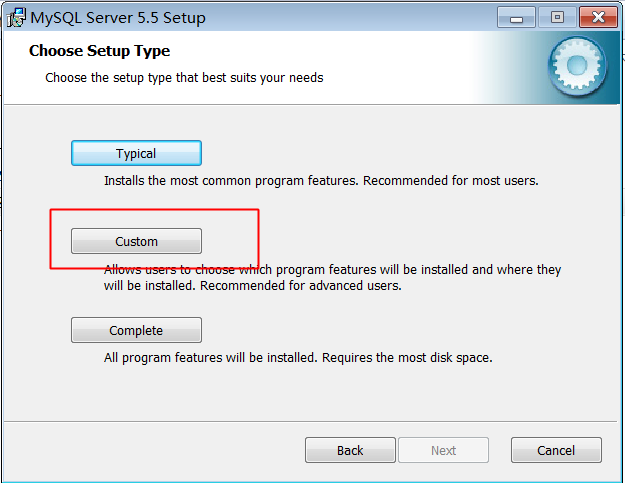 MySQL Server 5.5 Setup
Choose Setup Type
Choose the setup type that best suits your needs
Typical
Installs the most common program features. Recommended for most users.
Custom
Allows users to choose which program features will be installed and where they
will be installed. Recommended for advanced users.
Complete
All program features will be installed. Requires the most disk space.
Back
Next
Cancel